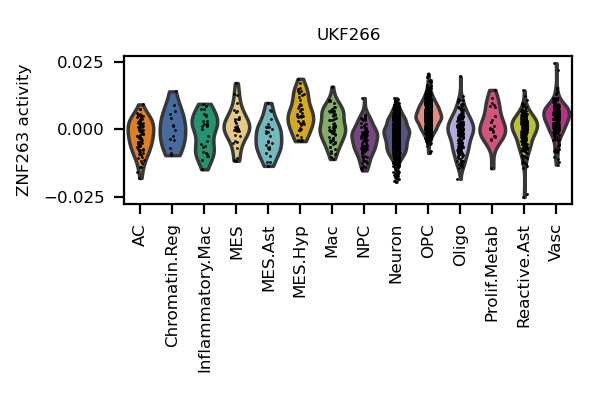 UKF266
ZNF263 activity
0.025
0.000
−0.025
AC
Chromatin.Reg
Inflammatory.Mac
MES
MES.Ast
MES.Hyp
Mac
NPC
Neuron
OPC
Oligo
Prolif.Metab
Reactive.Ast
Vasc